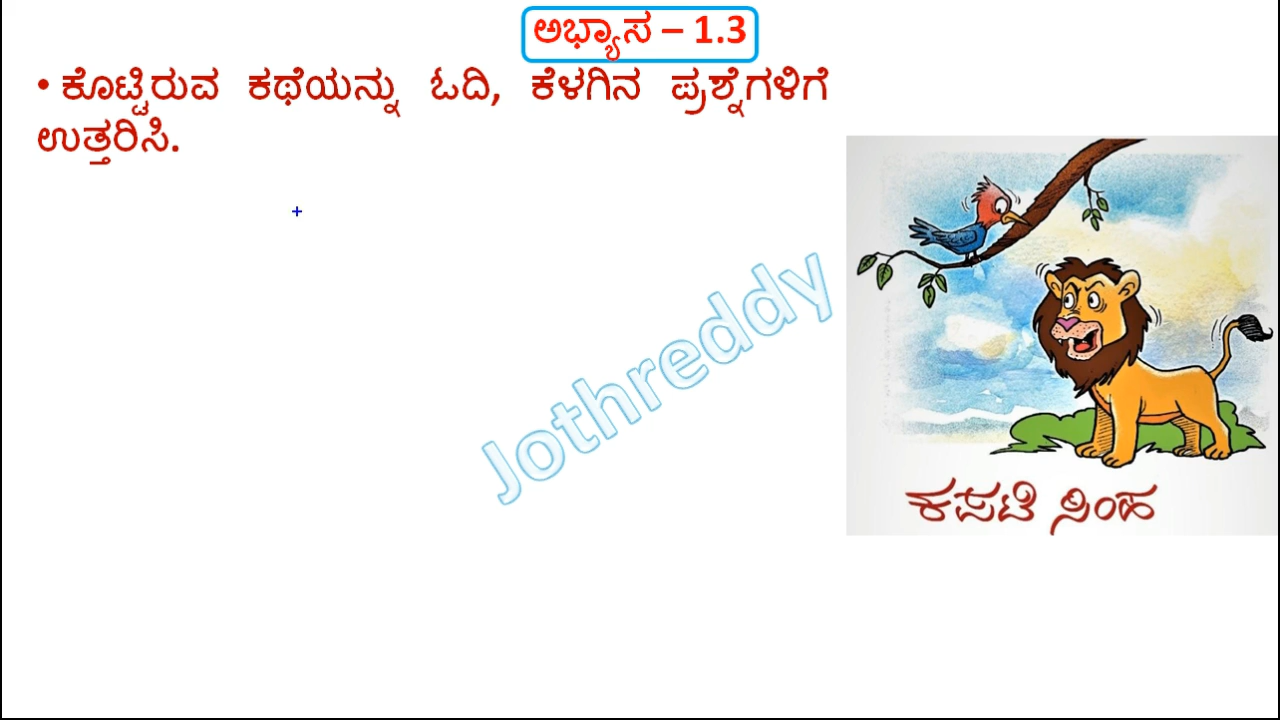 ಅಭ್ಯಾಸ – 1.3
• ಕೊಟ್ಟಿರುವ ಕಥೆಯನ್ನು ಓದಿ, ಕೆಳಗಿನ ಪ್ರಶ್ನೆಗಳಿಗೆ
ಉತ್ತರಿಸಿ.
Jothreddy
ಕಪಟಿ ಸಿಂಹ